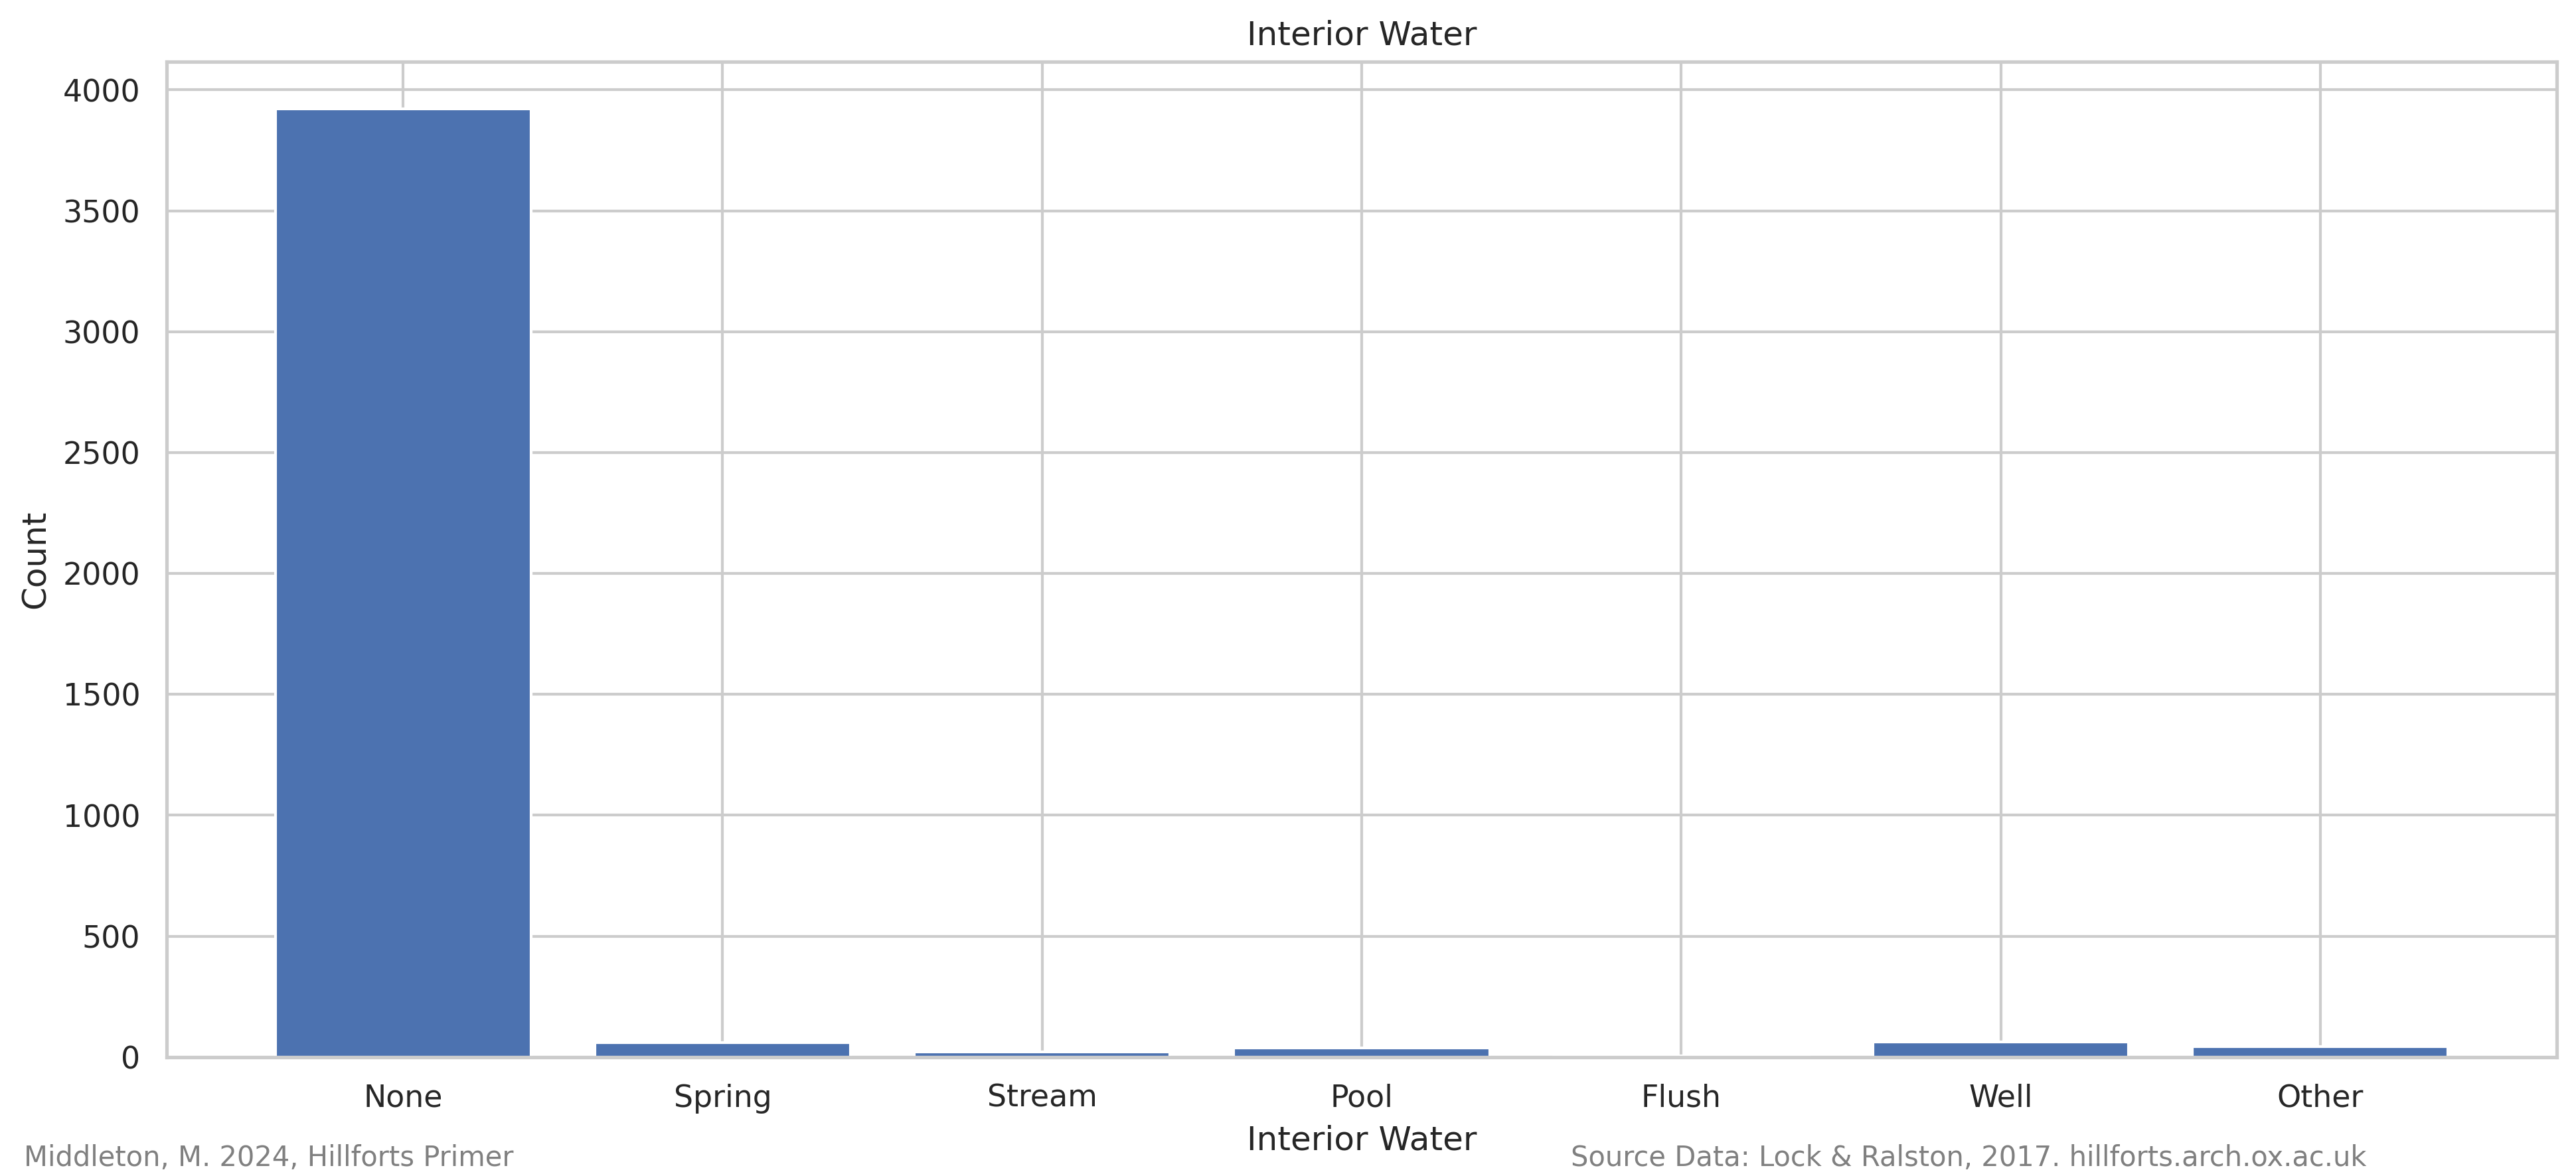 Interior Water
4000
3500
3000
2500
2000
1500
1000
500
0
Count
None Spring Stream Pool Flush Well Other
Interior Water
Middleton, M. 2024, Hillforts Primer
Source Data: Lock & Ralston, 2017. hillforts.arch.ox.ac.uk